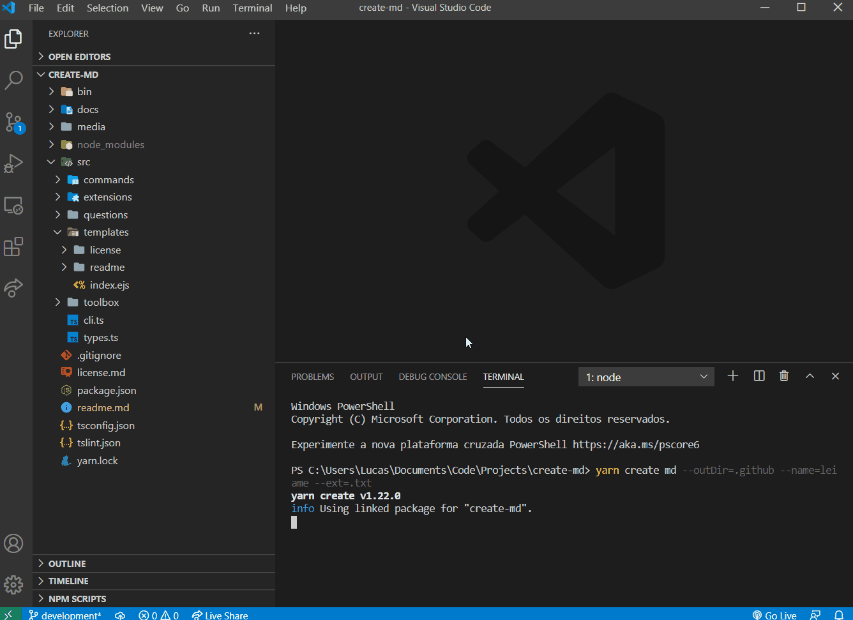 File Edit Selection View Go Run Terminal Help create-md - Visual Studio Code
EXPLORER
OPEN EDITORS
CREATE-MD
bin
docs
media
node_modules
src
commands
extensions
questions
templates
license
readme
index.ejs
toolbox
cli.ts
types.ts
.gitignore
license.md
package.json
readme.md M
tsconfig.json
tslint.json
yarn.lock
OUTLINE
TIMELINE
NPM SCRIPTS
1
PROBLEMS OUTPUT DEBUG CONSOLE TERMINAL 1: node
Windows PowerShell
Copyright (C) Microsoft Corporation. Todos os direitos reservados.
Experimente a nova plataforma cruzada PowerShell https://aka.ms/pscore6
PS C:\Users\Lucas\Documents\Code\Projects\create-md> yarn create md --outDir=.github --name=lei
ame --ext=.txt
yarn create v1.22.0
info Using linked package for "create-md".
development* 0 0 Live Share Go Live